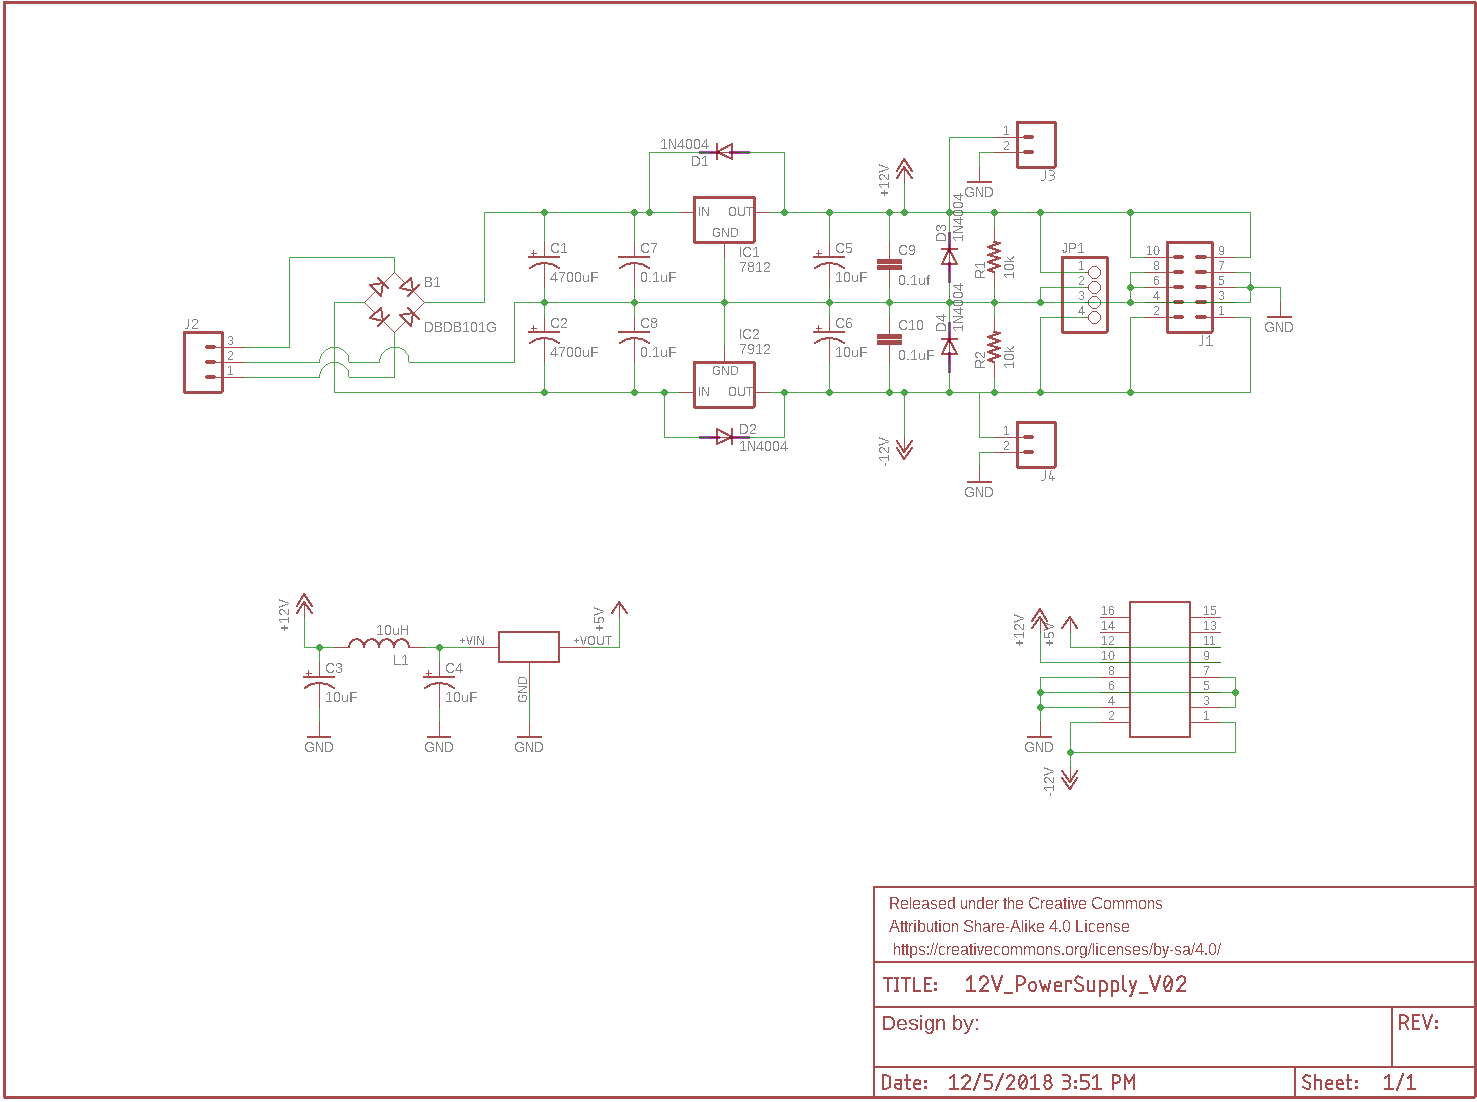 1N4004
D1
+12V
1
2
J3
GND
IN
OUT
GND
IC1
7812
C1
4700uF
C7
0.1uF
C5
10uF
C9
0.1uf
D3
1N4004
R1
10k
JP1
1
2
3
4
10
8
6
4
2
9
7
5
3
1
J1
GND
B1
DBDB101G
J2
3
2
1
C2
4700uF
C8
0.1uF
IC2
7912
GND
IN
OUT
C6
10uF
C10
0.1uF
D4
1N4004
R2
10k
D2
1N4004
-12V
1
2
J4
GND
+12V
10uH
L1
C3
10uF
GND
C4
10uF
GND
+VIN
+VOUT
GND
GND
+5V
+12V
+5V
16
14
12
10
8
6
4
2
15
13
11
9
7
5
3
1
GND
-12V
Released under the Creative Commons
Attribution Share-Alike 4.0 License
https://creativecommons.org/licenses/by-sa/4.0/
TITLE: 12V_PowerSupply_V02
Design by:
REV:
Date: 12/5/2018 3:51 PM
Sheet: 1/1